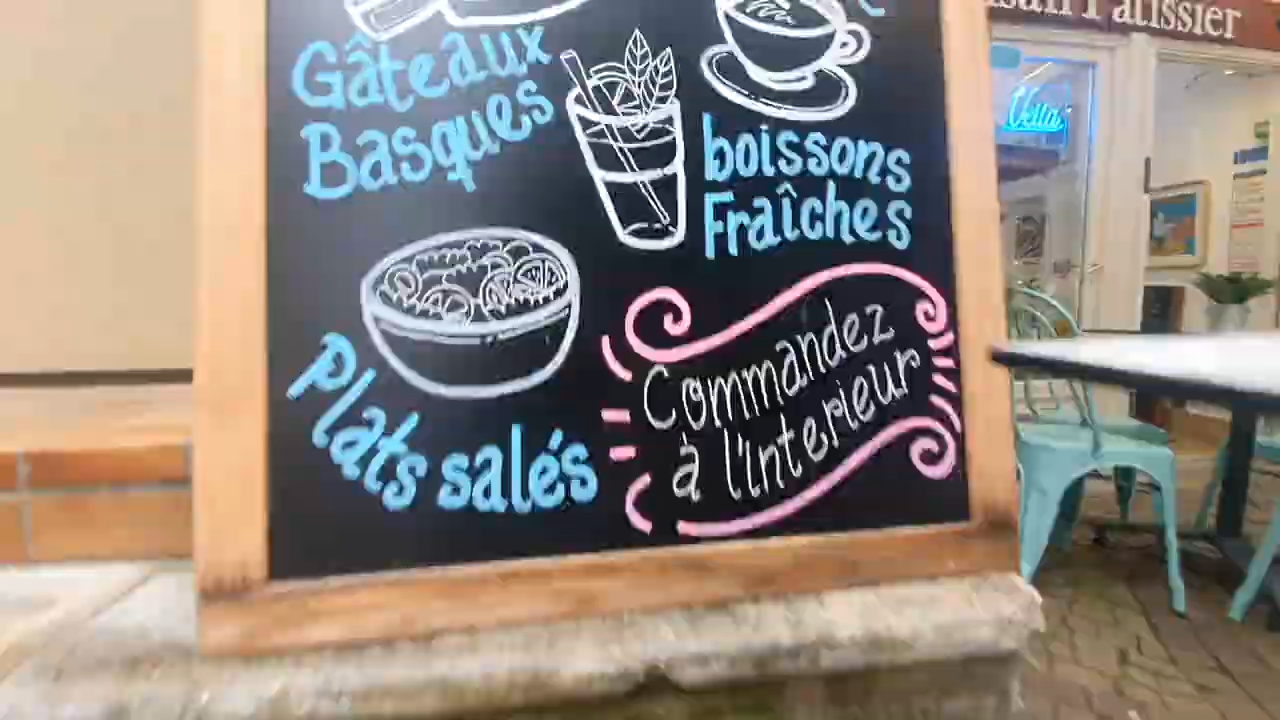 Gâteaux
Basques
boissons
Fraîches
Plats salés
Commandez
à l'interieur
Patissier